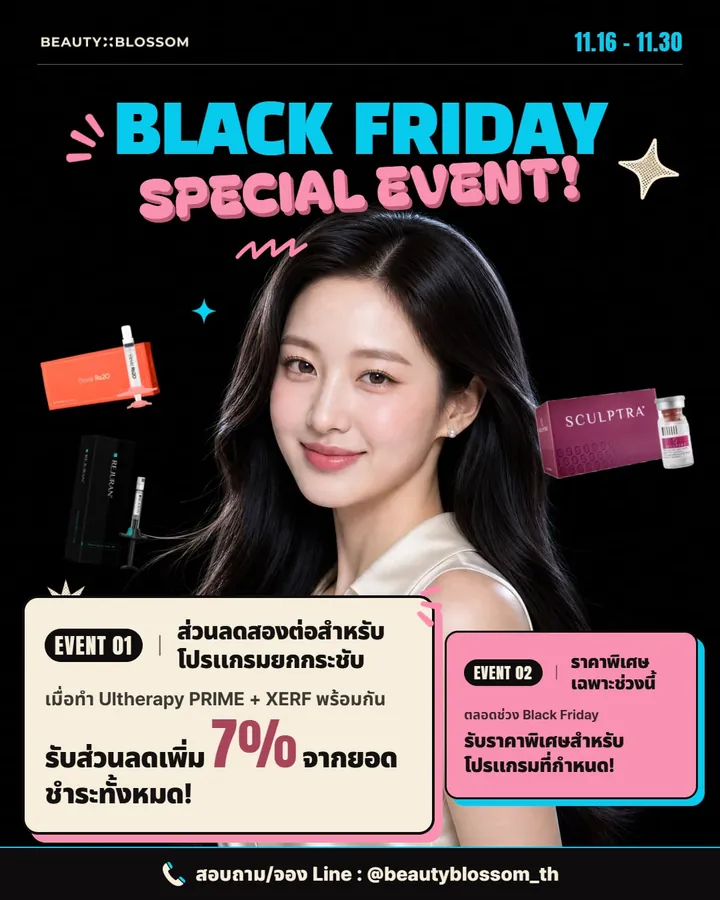 BEAUTY::BLOSSOM
11.16 - 11.30
BLACK FRIDAY
SPECIAL EVENT!
Re2O
SCULPTRA
REJURAN
REJURAN
EVENT 01
ส่วนลดสองต่อสำหรับ
โปรแกรมยกกระชับ
เมื่อทำ Ultherapy PRIME + XERF พร้อมกัน
รับส่วนลดเพิ่ม 7% จากยอด
ชำระทั้งหมด!
EVENT 02
ราคาพิเศษ
เฉพาะช่วงนี้
ตลอดช่วง Black Friday
รับราคาพิเศษสำหรับ
โปรแกรมที่กำหนด!
สอบถาม/จอง Line : @beautyblossom_th